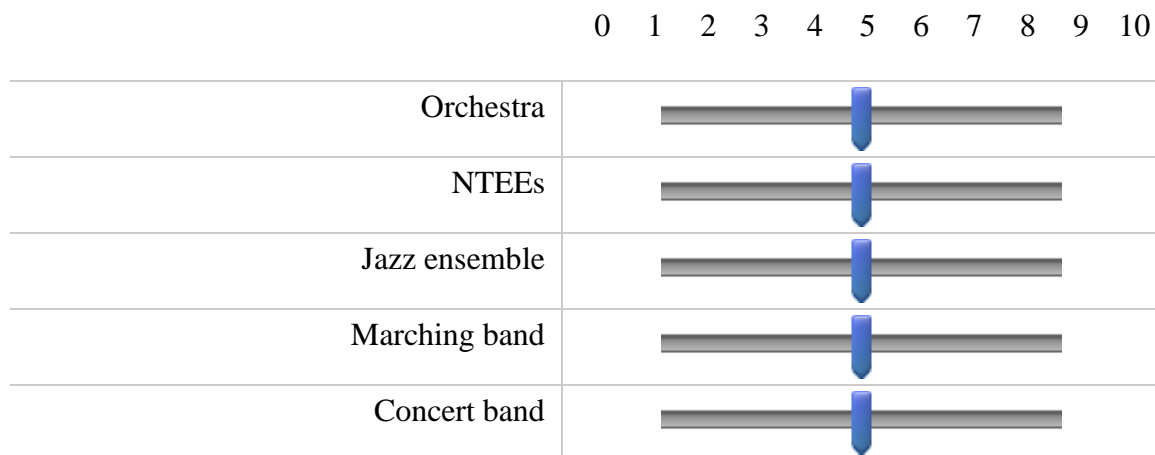 0 1 2 3 4 5 6 7 8 9 10
Orchestra
NTEEs
Jazz ensemble
Marching band
Concert band